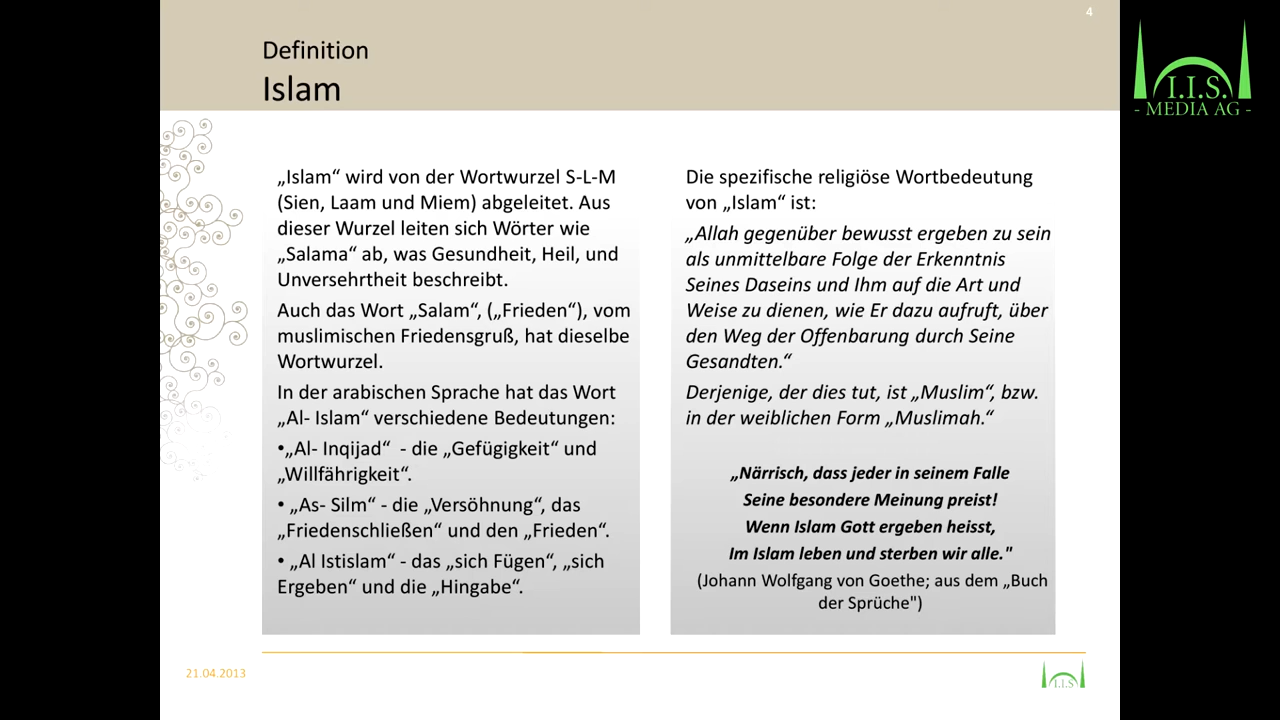 4
I.I.S.
- MEDIA AG -
Definition
Islam
„Islam“ wird von der Wortwurzel S-L-M
(Sien, Laam und Miem) abgeleitet. Aus
dieser Wurzel leiten sich Wörter wie
„Salama“ ab, was Gesundheit, Heil, und
Unversehrtheit beschreibt.
Auch das Wort „Salam“, („Frieden“), vom
muslimischen Friedensgruß, hat dieselbe
Wortwurzel.
In der arabischen Sprache hat das Wort
„Al- Islam“ verschiedene Bedeutungen:
•„Al- Inqijad“  - die „Gefügigkeit“ und
„Willfährigkeit“.
• „As- Silm“ - die „Versöhnung“, das
„Friedenschließen“ und den „Frieden“.
• „Al Istislam“ - das „sich Fügen“, „sich
Ergeben“ und die „Hingabe“.
Die spezifische religiöse Wortbedeutung
von „Islam“ ist:
„Allah gegenüber bewusst ergeben zu sein
als unmittelbare Folge der Erkenntnis
Seines Daseins und Ihm auf die Art und
Weise zu dienen, wie Er dazu aufruft, über
den Weg der Offenbarung durch Seine
Gesandten.“
Derjenige, der dies tut, ist „Muslim“, bzw.
in der weiblichen Form „Muslimah.“
„Närrisch, dass jeder in seinem Falle
Seine besondere Meinung preist!
Wenn Islam Gott ergeben heisst,
Im Islam leben und sterben wir alle."
(Johann Wolfgang von Goethe; aus dem „Buch
der Sprüche")
21.04.2013
I.I.S